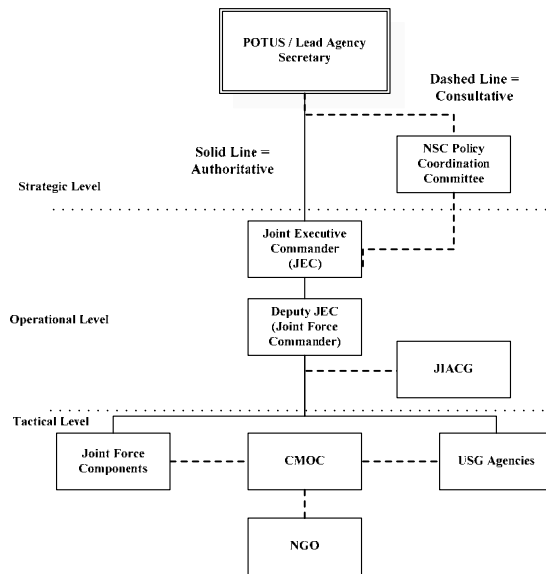 POTUS / Lead Agency
Secretary
Dashed Line =
Consultative
Solid Line =
Authoritative
NSC Policy
Coordination
Committee
Strategic Level
Joint Executive
Commander
(JEC)
Operational Level
Deputy JEC
(Joint Force
Commander)
JIACG
Tactical Level
Joint Force
Components
CMOC
USG Agencies
NGO